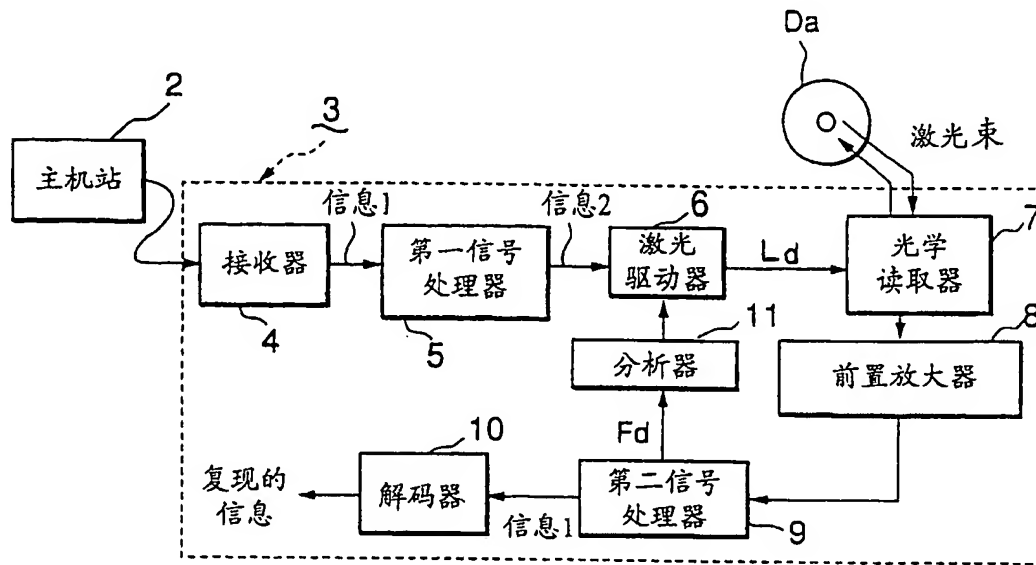 Da
2
3
激光束
主机站
信息1
信息2
6
7
接收器
第一信号
处理器
激光
驱动器
Ld
光学
读取器
4
5
11
8
分析器
前置放大器
Fd
10
复现的
信息
解码器
信息1
第二信号
处理器
9